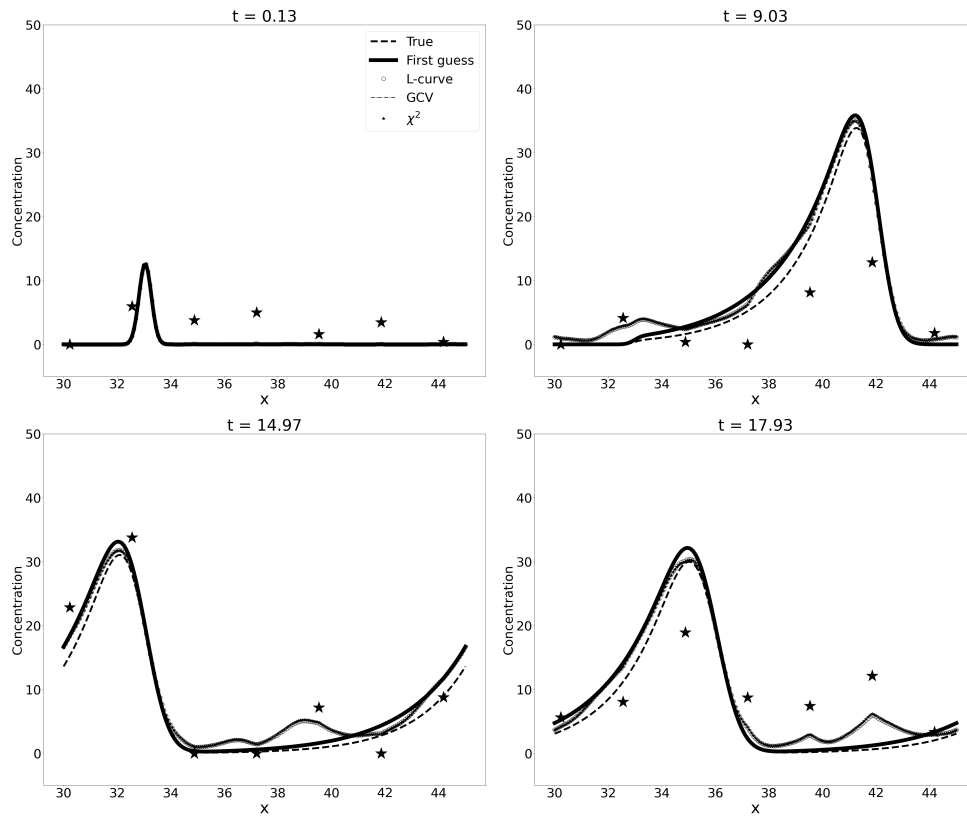 t = 0.13
50
40
30
20
10
0
Concentration
30 32 34 36 38 40 42 44
x
True
First guess
L-curve
GCV
χ²
t = 9.03
50
40
30
20
10
0
Concentration
30 32 34 36 38 40 42 44
x
t = 14.97
50
40
30
20
10
0
Concentration
30 32 34 36 38 40 42 44
x
t = 17.93
50
40
30
20
10
0
Concentration
30 32 34 36 38 40 42 44
x